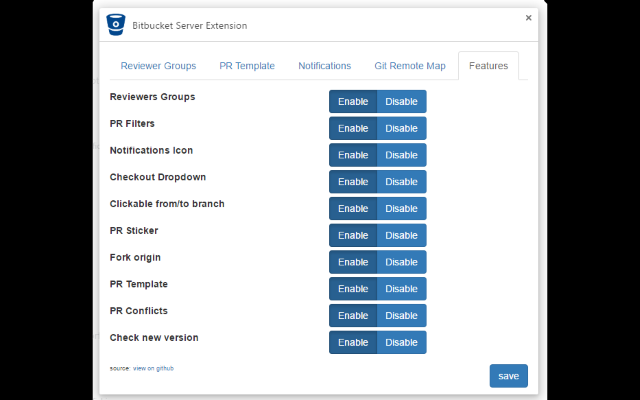 Bitbucket Server Extension ×
Reviewer Groups PR Template Notifications Git Remote Map Features
Reviewers Groups Enable Disable
PR Filters Enable Disable
Notifications Icon Enable Disable
Checkout Dropdown Enable Disable
Clickable from/to branch Enable Disable
PR Sticker Enable Disable
Fork origin Enable Disable
PR Template Enable Disable
PR Conflicts Enable Disable
Check new version Enable Disable
source: view on github
save